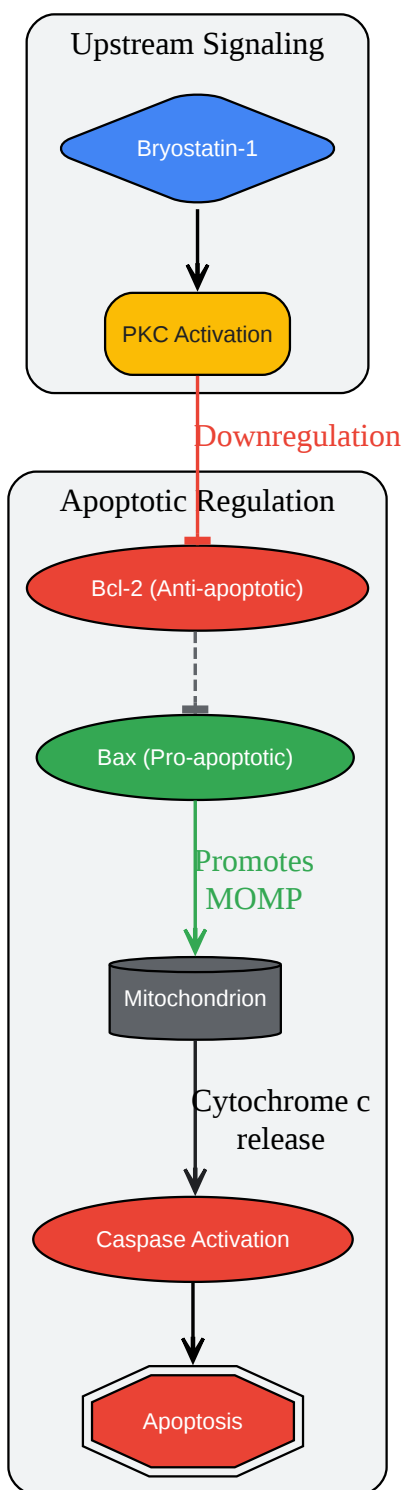 Upstream Signaling
Bryostatin-1
PKC Activation
Downregulation
Apoptotic Regulation
Bcl-2 (Anti-apoptotic)
Bax (Pro-apoptotic)
Promotes
MOMP
Mitochondrion
Cytochrome c
release
Caspase Activation
Apoptosis